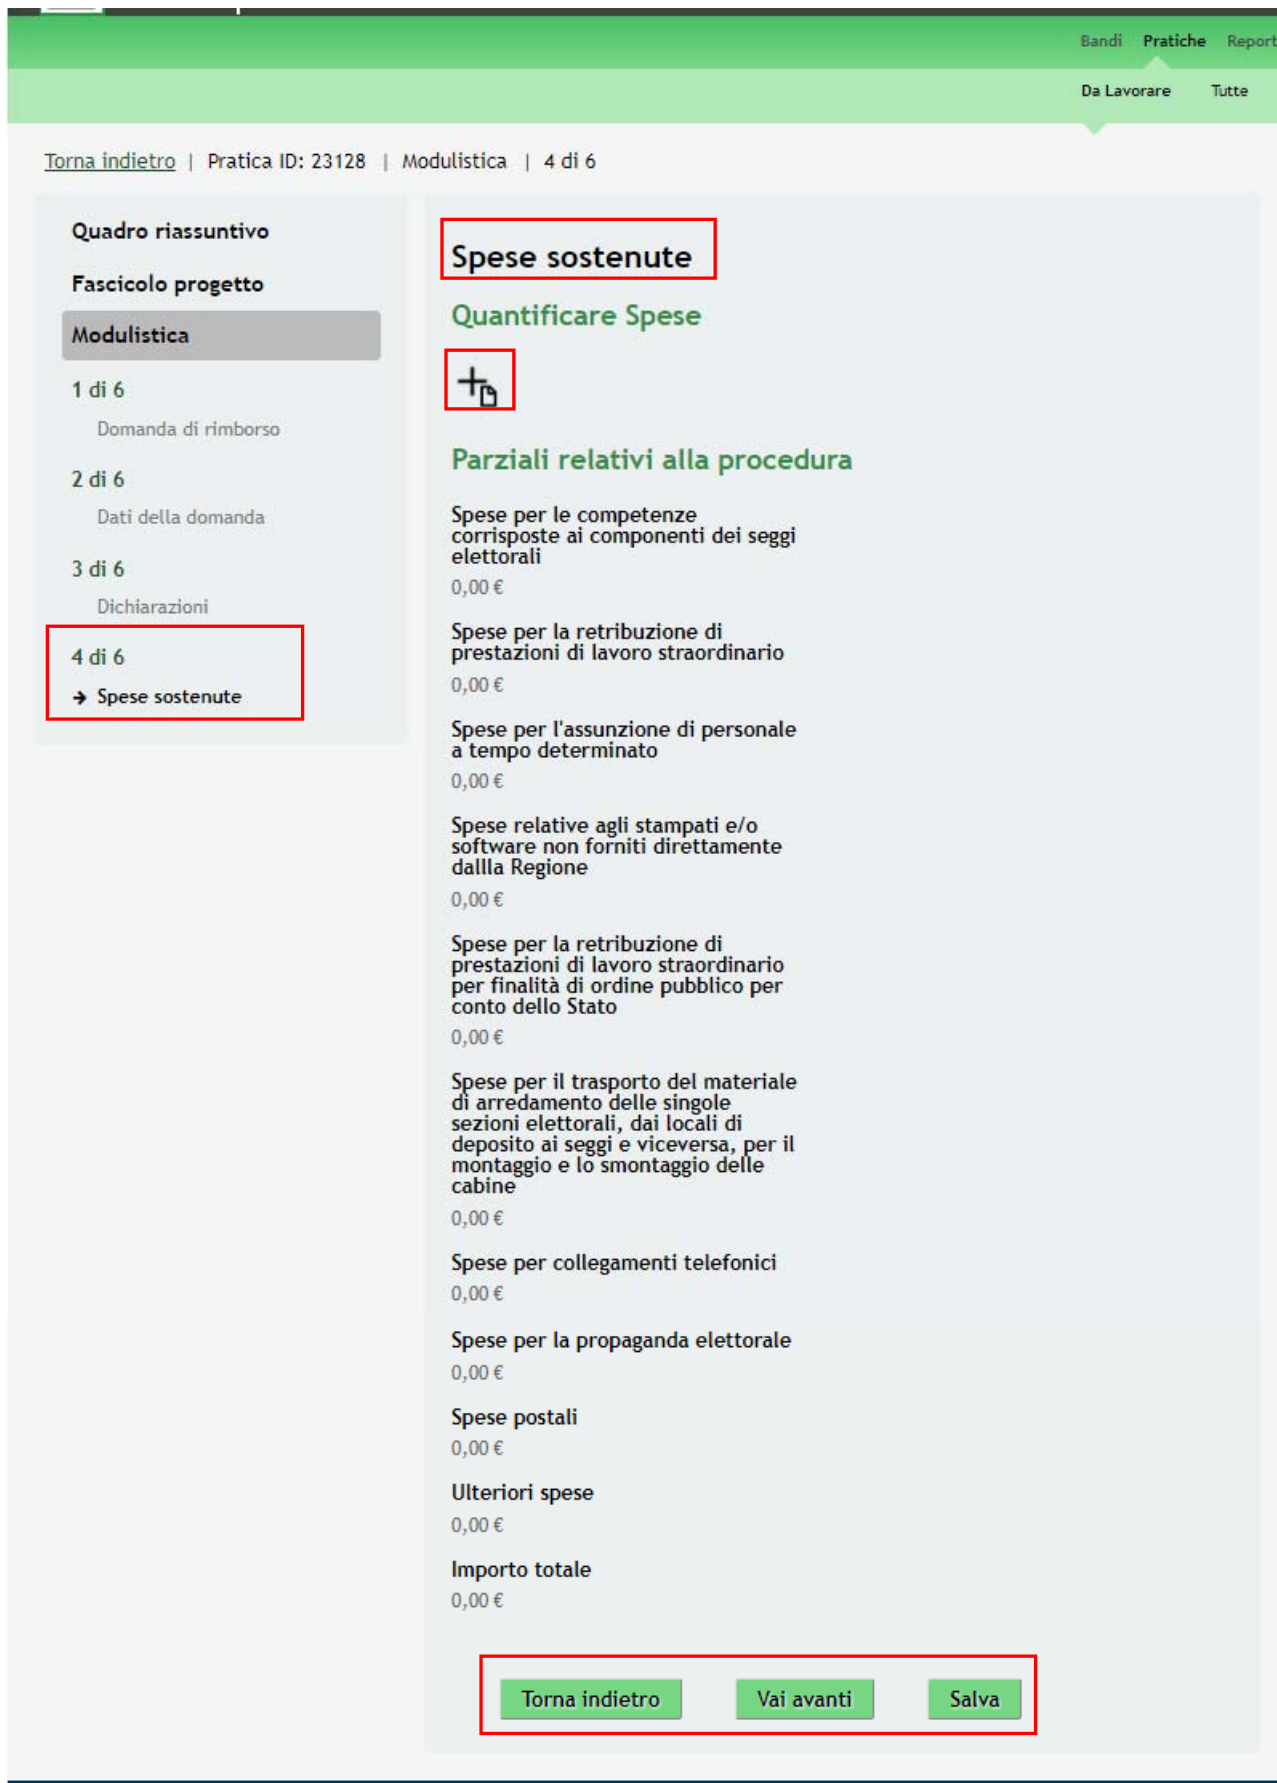 Bandi Pratiche Report
Da Lavorare Tutte
Torna indietro | Pratica ID: 23128 | Modulistica | 4 di 6
Quadro riassuntivo
Fascicolo progetto
Modulistica
1 di 6
Domanda di rimborso
2 di 6
Dati della domanda
3 di 6
Dichiarazioni
4 di 6
→ Spese sostenute
Spese sostenute
Quantificare Spese
Parziali relativi alla procedura
Spese per le competenze
corrisposte ai componenti dei seggi
elettorali
0,00 €
Spese per la retribuzione di
prestazioni di lavoro straordinario
0,00 €
Spese per l'assunzione di personale
a tempo determinato
0,00 €
Spese relative agli stampati e/o
software non forniti direttamente
dallla Regione
0,00 €
Spese per la retribuzione di
prestazioni di lavoro straordinario
per finalità di ordine pubblico per
conto dello Stato
0,00 €
Spese per il trasporto del materiale
di arredamento delle singole
sezioni elettorali, dai locali di
deposito ai seggi e viceversa, per il
montaggio e lo smontaggio delle
cabine
0,00 €
Spese per collegamenti telefonici
0,00 €
Spese per la propaganda elettorale
0,00 €
Spese postali
0,00 €
Ulteriori spese
0,00 €
Importo totale
0,00 €
Torna indietro Vai avanti Salva